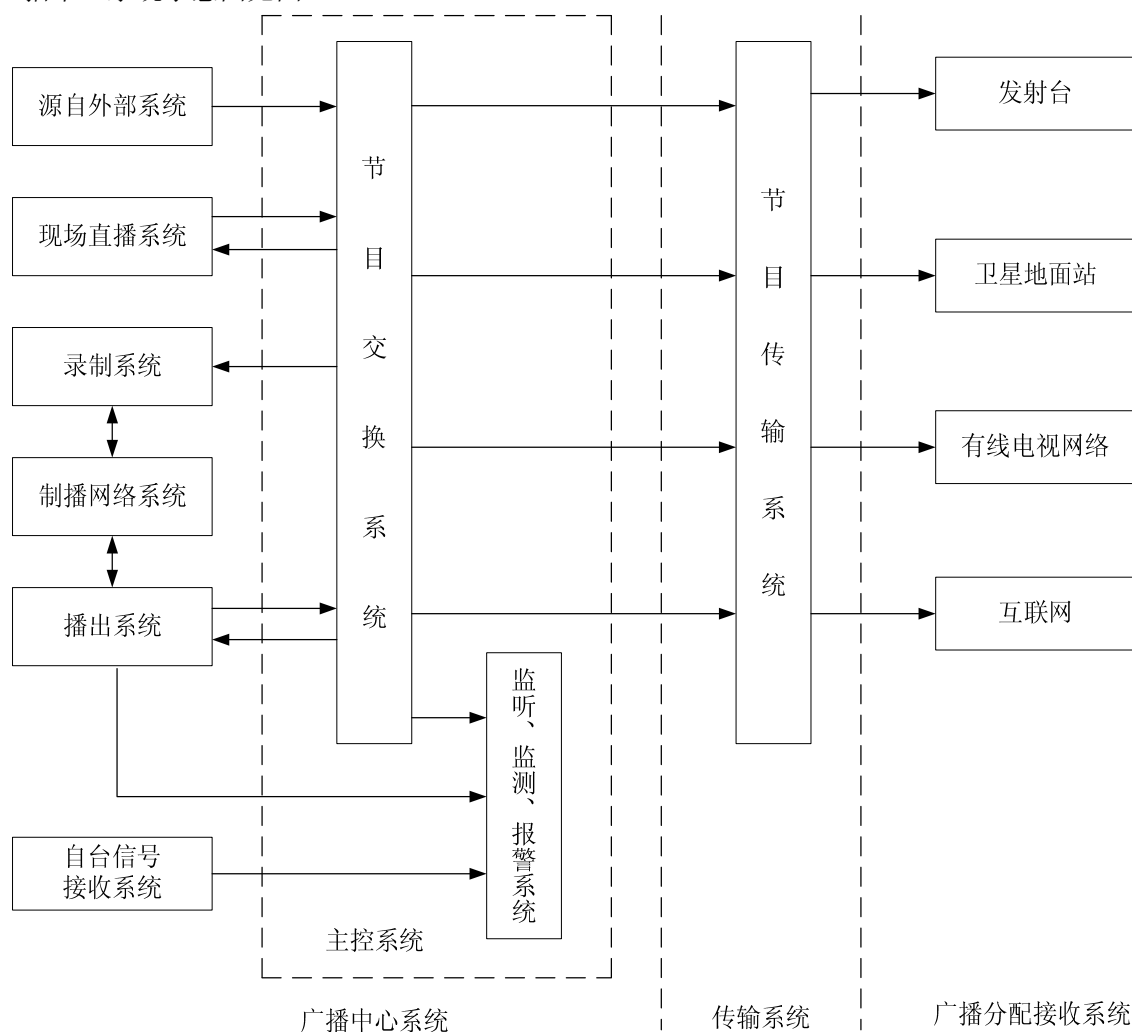 源自外部系统
现场直播系统
录制系统
制播网络系统
播出系统
自台信号
接收系统
节目交换系统
监听、监测、报警系统
主控系统
广播中心系统
节目传输系统
传输系统
发射台
卫星地面站
有线电视网络
互联网
广播分配接收系统